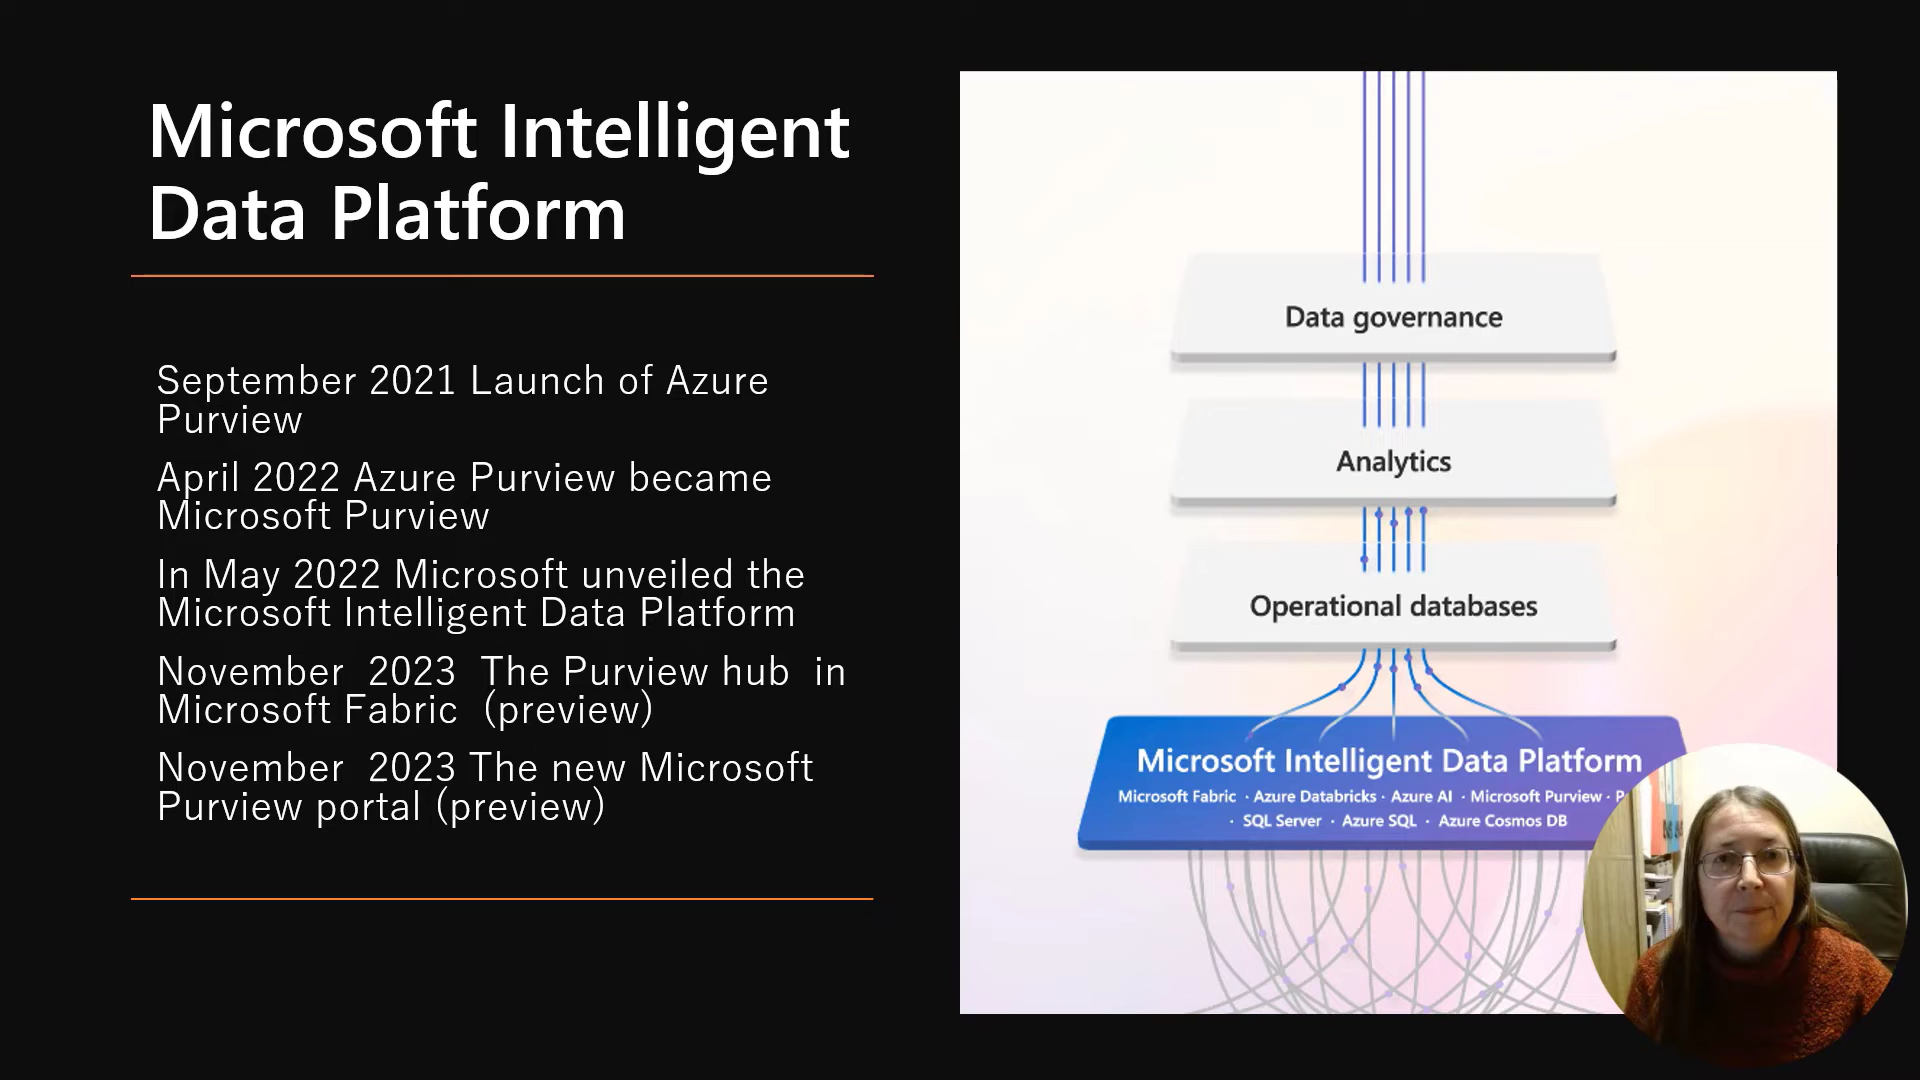 Microsoft Intelligent
Data Platform
September 2021 Launch of Azure
Purview
April 2022 Azure Purview became
Microsoft Purview
In May 2022 Microsoft unveiled the
Microsoft Intelligent Data Platform
November 2023 The Purview hub in
Microsoft Fabric (preview)
November 2023 The new Microsoft
Purview portal (preview)
Data governance
Analytics
Operational databases
Microsoft Intelligent Data Platform
Microsoft Fabric · Azure Databricks · Azure AI · Microsoft Purview ·
· SQL Server · Azure SQL · Azure Cosmos DB